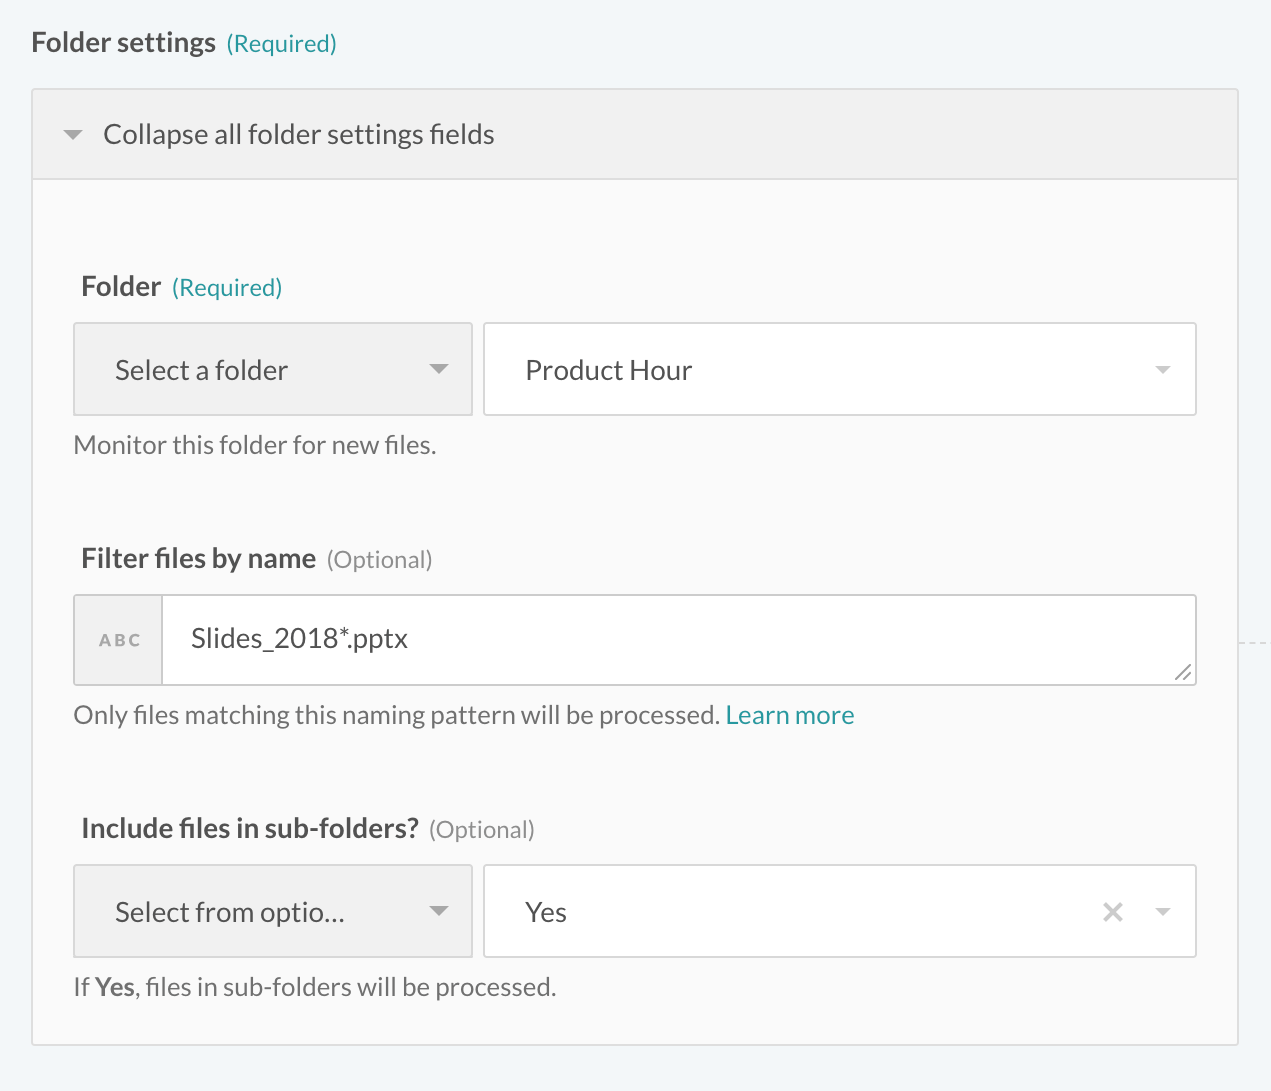 Folder settings (Required)
Collapse all folder settings fields
Folder (Required)
Select a folder Product Hour
Monitor this folder for new files.
Filter files by name (Optional)
ABC Slides_2018*.pptx
Only files matching this naming pattern will be processed. Learn more
Include files in sub-folders? (Optional)
Select from optio... Yes
If Yes, files in sub-folders will be processed.